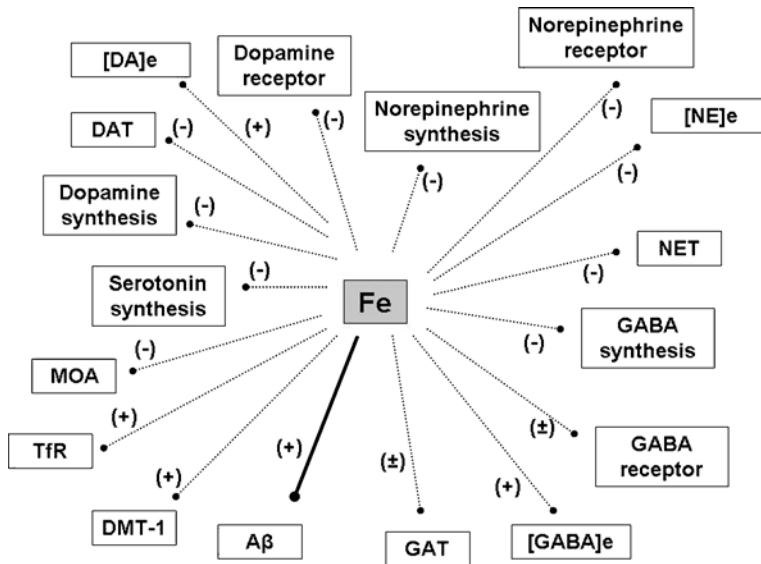 Norepinephrine
receptor
[DA]e
Dopamine
receptor
(-)
Norepinephrine
synthesis
(-)
(-)
[NE]e
(-)
DAT
(-)
(+)
Dopamine
synthesis
(-)
NET
(-)
Serotonin
synthesis
(-)
Fe
GABA
synthesis
(-)
MOA
(-)
TfR
(+)
GABA
receptor
(±)
DMT-1
(+)
Aβ
(+)
GAT
(±)
[GABA]e
(+)